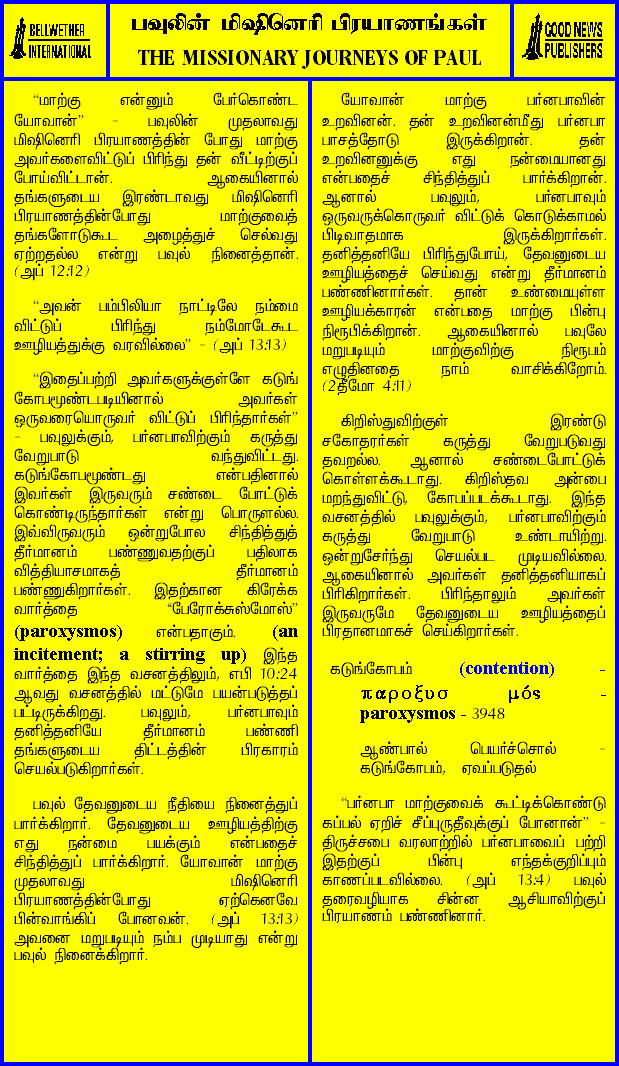 BELLWETHER
INTERNATIONAL
பவுலின் மிஷினெரி பிரயாணங்கள்
THE MISSIONARY JOURNEYS OF PAUL
GOOD NEWS
PUBLISHERS
“மாற்கு என்னும் பேர்கொண்ட
யோவான்” - பவுலின் முதலாவது
மிஷினெரி பிரயாணத்தின் போது மாற்கு
அவர்களைவிட்டுப் பிரிந்து தன் வீட்டிற்குப்
போய்விட்டான். ஆகையினால்
தங்களுடைய இரண்டாவது மிஷினெரி
பிரயாணத்தின்போது மாற்குவைத்
தங்களோடுகூட அழைத்துச் செல்வது
ஏற்றதல்ல என்று பவுல் நினைத்தான்.
(அப் 12:12)
“அவன் பம்பிலியா நாட்டிலே நம்மை
விட்டுப் பிரிந்து நம்மோடேகூட
ஊழியத்துக்கு வரவில்லை” - (அப் 13:13)
“இதைப்பற்றி அவர்களுக்குள்ளே கடுங்
கோபமூண்டபடியினால் அவர்கள்
ஒருவரையொருவர் விட்டுப் பிரிந்தார்கள்”
- பவுலுக்கும், பர்னபாவிற்கும் கருத்து
வேறுபாடு வந்துவிட்டது.
கடுங்கோபமூண்டது என்பதினால்
இவர்கள் இருவரும் சண்டை போட்டுக்
கொண்டிருந்தார்கள் என்று பொருளல்ல.
இவ்விருவரும் ஒன்றுபோல சிந்தித்துத்
தீர்மானம் பண்ணுவதற்குப் பதிலாக
வித்தியாசமாகத் தீர்மானம்
பண்ணுகிறார்கள். இதற்கான கிரேக்க
வார்த்தை “பேரோக்சுஸ்மோஸ்”
(paroxysmos) என்பதாகும். (an
incitement; a stirring up) இந்த
வார்த்தை இந்த வசனத்திலும், எபி 10:24
ஆவது வசனத்தில் மட்டுமே பயன்படுத்தப்
பட்டிருக்கிறது. பவுலும், பர்னபாவும்
தனித்தனியே தீர்மானம் பண்ணி
தங்களுடைய திட்டத்தின் பிரகாரம்
செயல்படுகிறார்கள்.
பவுல் தேவனுடைய நீதியை நினைத்துப்
பார்க்கிறார். தேவனுடைய ஊழியத்திற்கு
எது நன்மை பயக்கும் என்பதைச்
சிந்தித்துப் பார்க்கிறார். யோவான் மாற்கு
முதலாவது மிஷினெரி
பிரயாணத்தின்போது ஏற்கெனவே
பின்வாங்கிப் போனவன். (அப் 13:13)
அவனை மறுபடியும் நம்ப முடியாது என்று
பவுல் நினைக்கிறார்.
யோவான் மாற்கு பர்னபாவின்
உறவினன். தன் உறவினன்மீது பர்னபா
பாசத்தோடு இருக்கிறான். தன்
உறவினனுக்கு எது நன்மையானது
என்பதைச் சிந்தித்துப் பார்க்கிறான்.
ஆனால் பவுலும், பர்னபாவும்
ஒருவருக்கொருவர் விட்டுக் கொடுக்காமல்
பிடிவாதமாக இருக்கிறார்கள்.
தனித்தனியே பிரிந்துபோய், தேவனுடைய
ஊழியத்தைச் செய்வது என்று தீர்மானம்
பண்ணினார்கள். தான் உண்மையுள்ள
ஊழியக்காரன் என்பதை மாற்கு பின்பு
நிரூபிக்கிறான். ஆகையினால் பவுலே
மறுபடியும் மாற்குவிற்கு நிருபம்
எழுதினதை நாம் வாசிக்கிறோம்.
(2தீமோ 4:11)
கிறிஸ்துவிற்குள் இரண்டு
சகோதரர்கள் கருத்து வேறுபடுவது
தவறல்ல. ஆனால் சண்டைபோட்டுக்
கொள்ளக்கூடாது. கிறிஸ்தவ அன்பை
மறந்துவிட்டு, கோபப்படக்கூடாது. இந்த
வசனத்தில் பவுலுக்கும், பர்னபாவிற்கும்
கருத்து வேறுபாடு உண்டாயிற்று.
ஒன்றுசேர்ந்து செயல்பட முடியவில்லை.
ஆகையினால் அவர்கள் தனித்தனியாகப்
பிரிகிறார்கள். பிரிந்தாலும் அவர்கள்
இருவருமே தேவனுடைய ஊழியத்தைப்
பிரதானமாகச் செய்கிறார்கள்.
கடுங்கோபம் (contention) -
παροξυσ μός -
paroxysmos - 3948
ஆண்பால் பெயர்ச்சொல் -
கடுங்கோபம், ஏவப்படுதல்
“பர்னபா மாற்குவைக் கூட்டிக்கொண்டு
கப்பல் ஏறிச் சீப்புருதீவுக்குப் போனான்” -
திருச்சபை வரலாற்றில் பர்னபாவைப் பற்றி
இதற்குப் பின்பு எந்தக்குறிப்பும்
காணப்படவில்லை. (அப் 13:4) பவுல்
தரைவழியாக சின்ன ஆசியாவிற்குப்
பிரயாணம் பண்ணினார்.